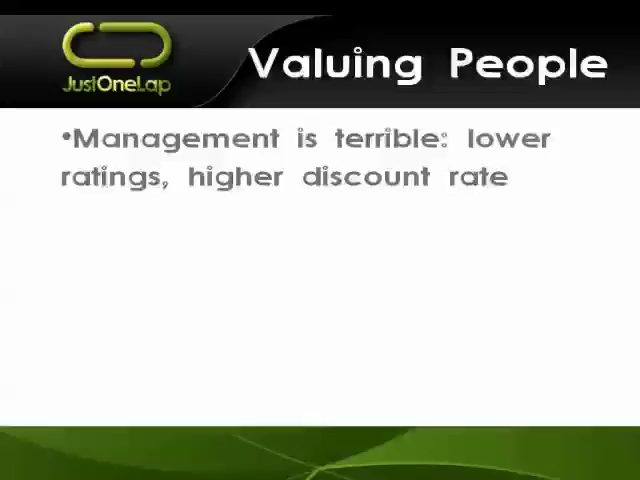 JustOneLap
Valuing People
•Management is terrible: lower
ratings, higher discount rate